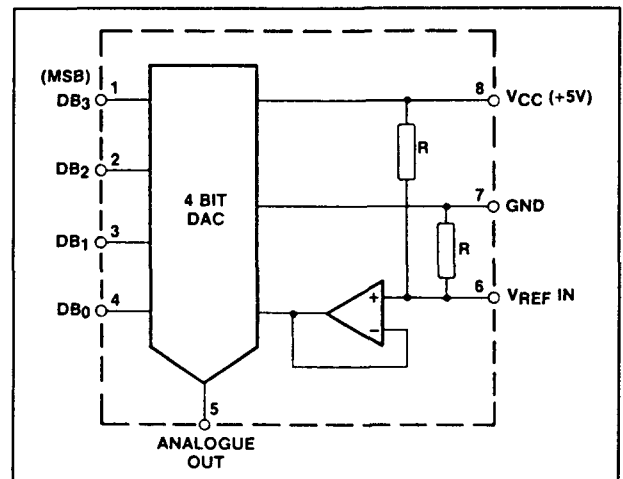 (MSB)
DB3 1
DB2 2
DB1 3
DB0 4
4 BIT
DAC
8 VCC (+5V)
R
7 GND
R
6 VREF IN
+
−
5
ANALOGUE
OUT